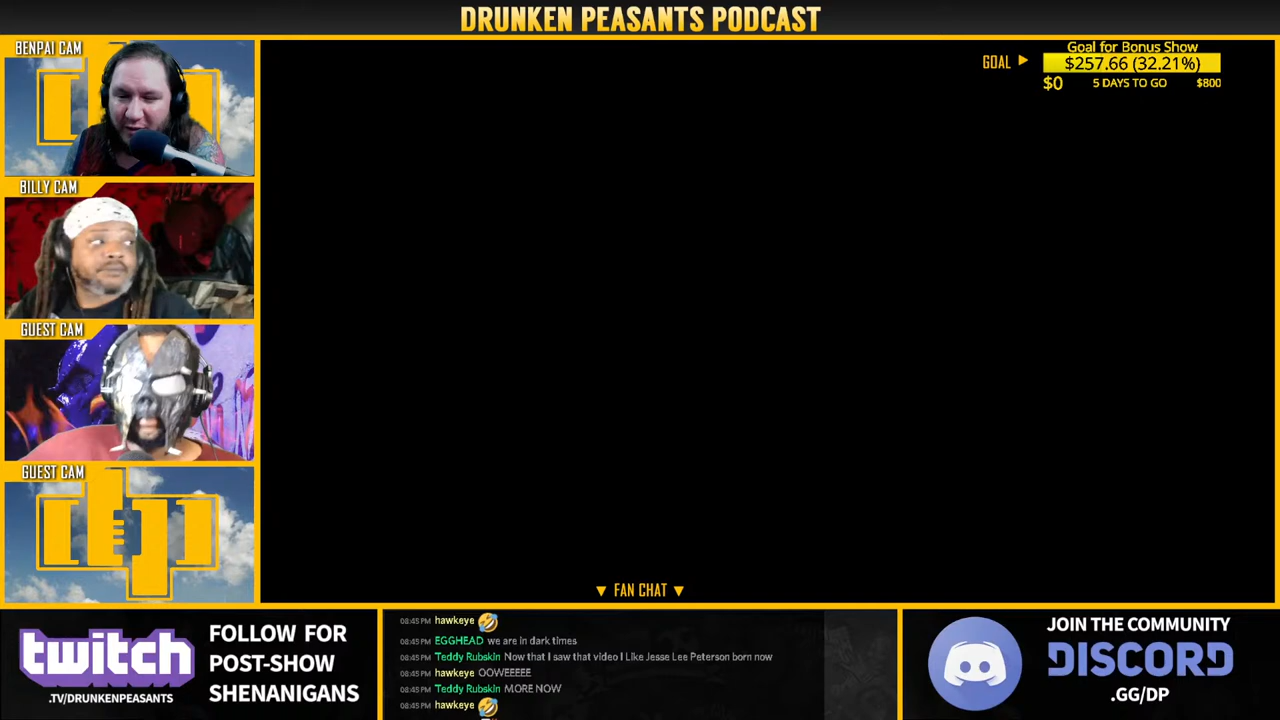 DRUNKEN PEASANTS PODCAST
BENPAI CAM
BILLY CAM
GUEST CAM
GUEST CAM
GOAL
Goal for Bonus Show
$257.66 (32.21%)
$0 5 DAYS TO GO $800
FAN CHAT
twitch
.TV/DRUNKENPEASANTS
FOLLOW FOR
POST-SHOW
SHENANIGANS
08:45 PM hawkeye 🤣
08:45 PM EGGHEAD we are in dark times
08:45 PM Teddy Rubskin Now that I saw that video I Like Jesse Lee Peterson born now
08:45 PM hawkeye OOWEEEEE
08:45 PM Teddy Rubskin MORE NOW
08:45 PM hawkeye 🤣
JOIN THE COMMUNITY
DISCORD
.GG/DP